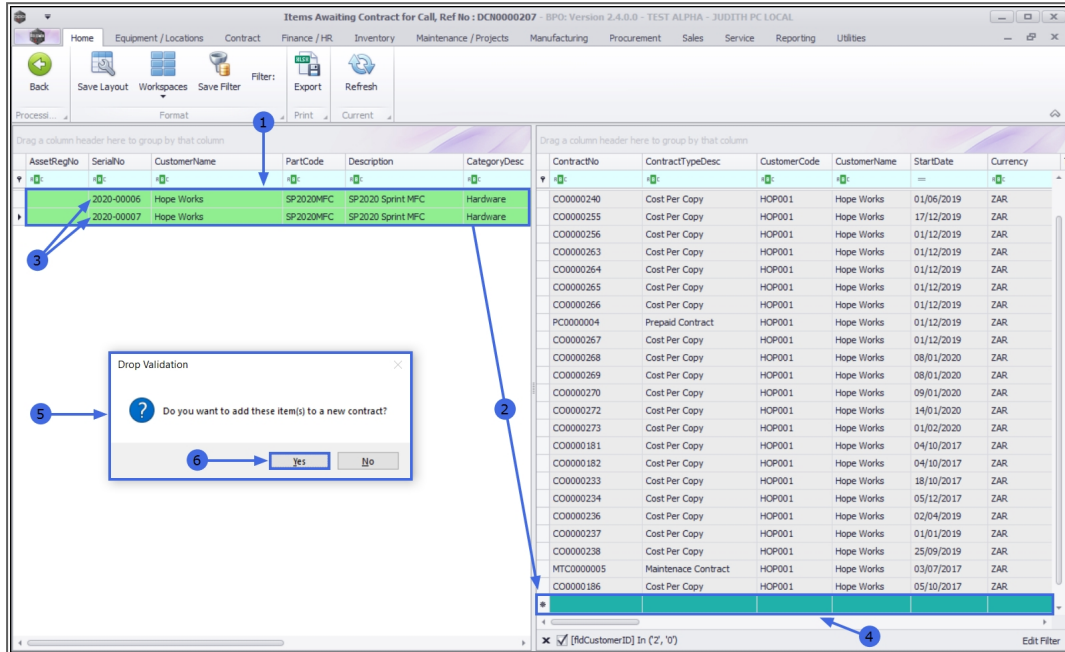 Items Awaiting Contract for Call, Ref No : DCN0000207 - BPO: Version 2.4.0.0 - TEST ALPHA - JUDITH PC LOCAL
Home Equipment / Locations Contract Finance / HR Inventory Maintenance / Projects Manufacturing Procurement Sales Service Reporting Utilities
Back Save Layout Workspaces Save Filter Filter: Export Refresh
Processi... Format Print Current
1
Drag a column header here to group by that column
AssetRegNo SerialNo CustomerName PartCode Description CategoryDesc
2020-00006 Hope Works SP2020MFC SP2020 Sprint MFC Hardware
2020-00007 Hope Works SP2020MFC SP2020 Sprint MFC Hardware
3
Drop Validation
Do you want to add these item(s) to a new contract?
5
2
6
Yes No
Drag a column header here to group by that column
ContractNo ContractTypeDesc CustomerCode CustomerName StartDate Currency
=
CO0000240 Cost Per Copy HOP001 Hope Works 01/06/2019 ZAR
CO0000255 Cost Per Copy HOP001 Hope Works 17/12/2019 ZAR
CO0000256 Cost Per Copy HOP001 Hope Works 01/12/2019 ZAR
CO0000263 Cost Per Copy HOP001 Hope Works 01/12/2019 ZAR
CO0000264 Cost Per Copy HOP001 Hope Works 01/12/2019 ZAR
CO0000265 Cost Per Copy HOP001 Hope Works 01/12/2019 ZAR
CO0000266 Cost Per Copy HOP001 Hope Works 01/12/2019 ZAR
PC0000004 Prepaid Contract HOP001 Hope Works 01/12/2019 ZAR
CO0000267 Cost Per Copy HOP001 Hope Works 01/12/2019 ZAR
CO0000268 Cost Per Copy HOP001 Hope Works 08/01/2020 ZAR
CO0000269 Cost Per Copy HOP001 Hope Works 08/01/2020 ZAR
CO0000270 Cost Per Copy HOP001 Hope Works 09/01/2020 ZAR
CO0000272 Cost Per Copy HOP001 Hope Works 14/01/2020 ZAR
CO0000273 Cost Per Copy HOP001 Hope Works 01/02/2020 ZAR
CO0000181 Cost Per Copy HOP001 Hope Works 04/10/2017 ZAR
CO0000182 Cost Per Copy HOP001 Hope Works 04/10/2017 ZAR
CO0000233 Cost Per Copy HOP001 Hope Works 18/10/2017 ZAR
CO0000234 Cost Per Copy HOP001 Hope Works 05/12/2017 ZAR
CO0000236 Cost Per Copy HOP001 Hope Works 02/04/2019 ZAR
CO0000237 Cost Per Copy HOP001 Hope Works 01/01/2019 ZAR
CO0000238 Cost Per Copy HOP001 Hope Works 25/09/2019 ZAR
MTC0000005 Maintenace Contract HOP001 Hope Works 03/07/2017 ZAR
CO0000186 Cost Per Copy HOP001 Hope Works 05/10/2017 ZAR
4
[fldCustomerID] In ('2', '0') Edit Filter